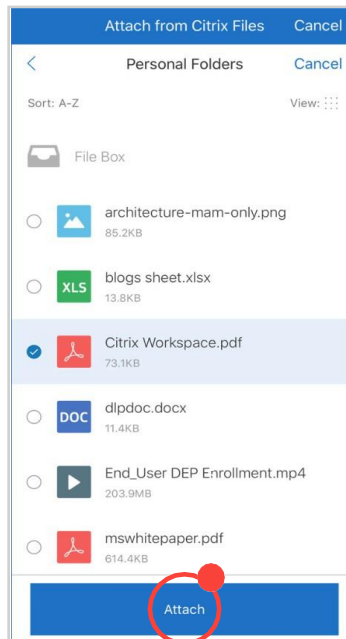 Attach from Citrix Files Cancel
Personal Folders Cancel
Sort: A-Z View:
File Box
architecture-mam-only.png
85.2KB
XLS
blogs sheet.xlsx
13.8KB
Citrix Workspace.pdf
73.1KB
DOC
dlpdoc.docx
11.4KB
End_User DEP Enrollment.mp4
203.9MB
mswhitepaper.pdf
614.4KB
Attach